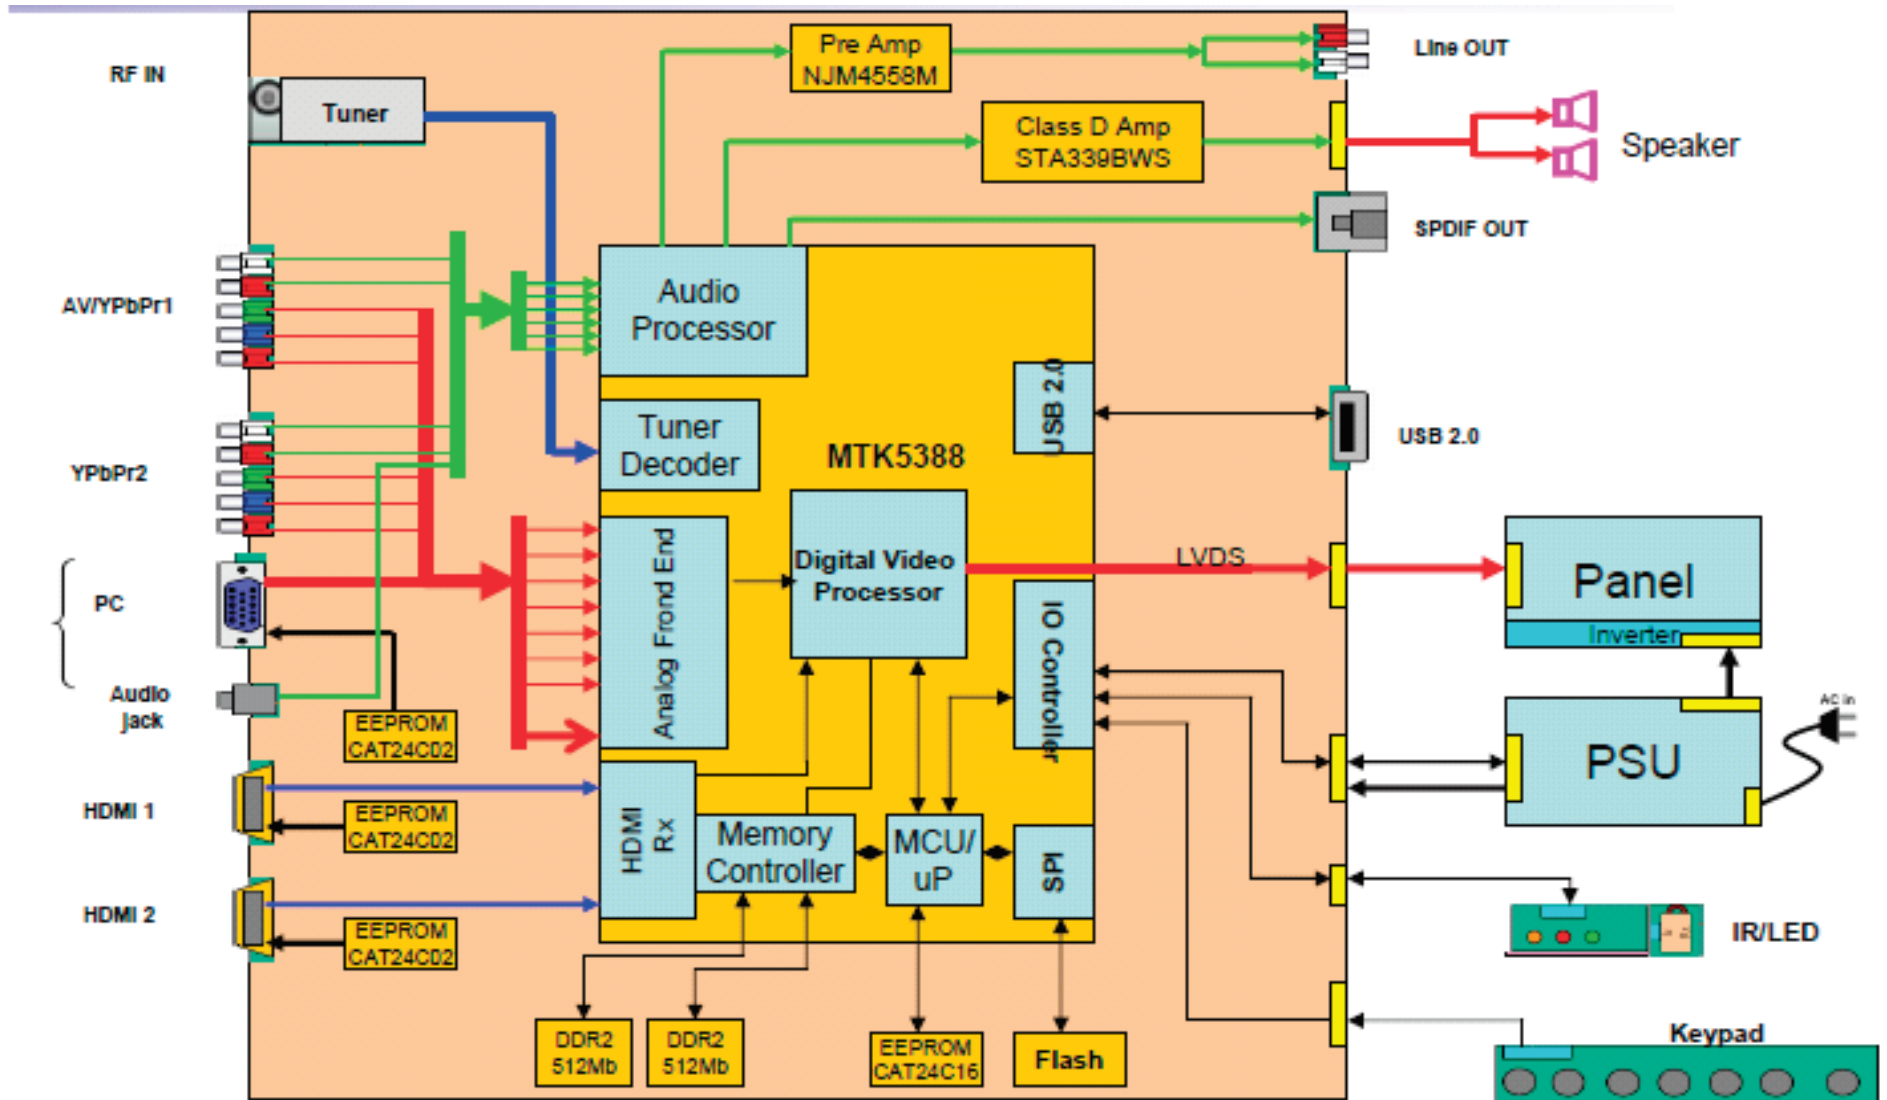 RF IN
Tuner
Pre Amp
NJM4558M
Line OUT
Class D Amp
STA339BWS
Speaker
SPDIF OUT
AV/YPbPr1
Audio
Processor
USB 2.0
USB 2.0
Tuner
Decoder
MTK5388
YPbPr2
Analog Frond End
Digital Video
Processor
LVDS
IO Controller
Panel
Inverter
PC
Audio
jack
EEPROM
CAT24C02
AC in
PSU
HDMI 1
EEPROM
CAT24C02
HDMI
Rx
Memory
Controller
MCU/
uP
SPI
HDMI 2
EEPROM
CAT24C02
IR/LED
DDR2
512Mb
DDR2
512Mb
EEPROM
CAT24C16
Flash
Keypad